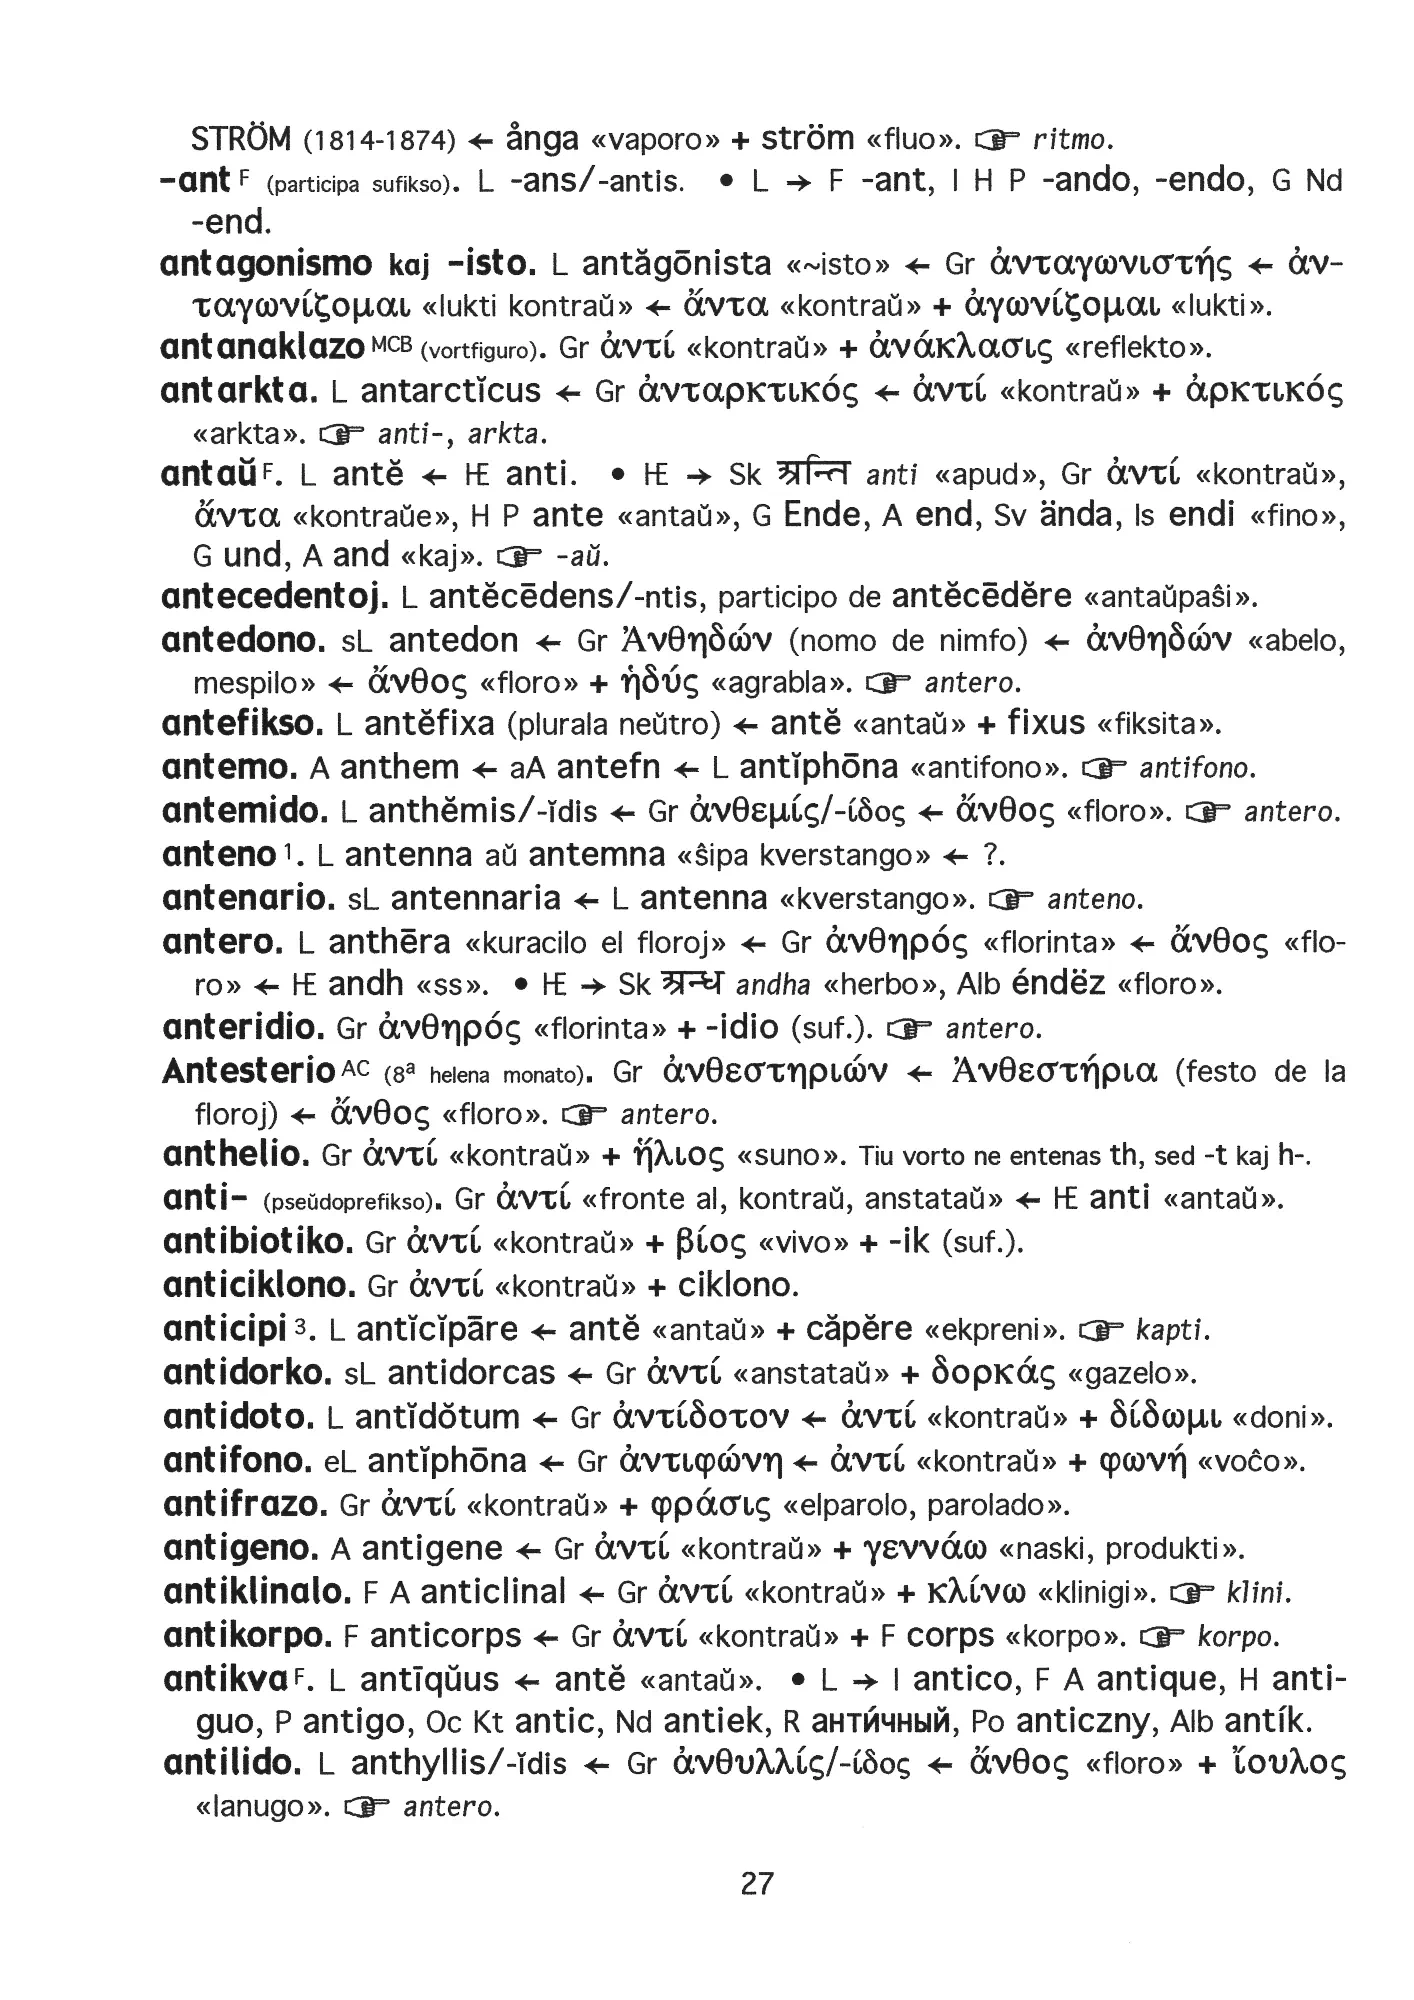 STRÖM (1814-1874) ← ånga «vaporo» + ström «fluo». ☞ ritmo.
-ant F (participa sufikso). L -ans/-antis. • L → F -ant, I H P -ando, -endo, G Nd
-end.
antagonismo kaj -isto. L antăgōnista «~isto» ← Gr ἀνταγωνιστής ← ἀν-
ταγωνίζομαι «lukti kontraŭ» ← ἄντα «kontraŭ» + ἀγωνίζομαι «lukti».
antanaklazo MCB (vortfiguro). Gr ἀντί «kontraŭ» + ἀνάκλασις «reflekto».
antarkta. L antarctĭcus ← Gr ἀνταρκτικός ← ἀντί «kontraŭ» + ἀρκτικός
«arkta». ☞ anti-, arkta.
antaŭ F. L antĕ ← IE anti. • IE → Sk अन्ति anti «apud», Gr ἀντί «kontraŭ»,
ἄντα «kontraŭe», H P ante «antaŭ», G Ende, A end, Sv ända, Is endi «fino»,
G und, A and «kaj». ☞ -aŭ.
antecedentoj. L antĕcēdens/-ntis, participo de antĕcēdĕre «antaŭpaŝi».
antedono. sL antedon ← Gr Ἀνθηδών (nomo de nimfo) ← ἀνθηδών «abelo,
mespilo» ← ἄνθος «floro» + ἡδύς «agrabla». ☞ antero.
antefikso. L antĕfixa (plurala neŭtro) ← antĕ «antaŭ» + fixus «fiksita».
antemo. A anthem ← aA antefn ← L antĭphōna «antifono». ☞ antifono.
antemido. L anthĕmis/-ĭdis ← Gr ἀνθεμίς/-ίδος ← ἄνθος «floro». ☞ antero.
anteno 1. L antenna aŭ antemna «ŝipa kverstango» ← ?.
antenario. sL antennaria ← L antenna «kverstango». ☞ anteno.
antero. L anthēra «kuracilo el floroj» ← Gr ἀνθηρός «florinta» ← ἄνθος «flo-
ro» ← IE andh «ss». • IE → Sk अन्ध andha «herbo», Alb éndëz «floro».
anteridio. Gr ἀνθηρός «florinta» + -idio (suf.). ☞ antero.
Antesterio AC (8ª helena monato). Gr ἀνθεστηριών ← Ἀνθεστήρια (festo de la
floroj) ← ἄνθος «floro». ☞ antero.
anthelio. Gr ἀντί «kontraŭ» + ἥλιος «suno». Tiu vorto ne entenas th, sed -t kaj h-.
anti- (pseŭdoprefikso). Gr ἀντί «fronte al, kontraŭ, anstataŭ» ← IE anti «antaŭ».
antibiotiko. Gr ἀντί «kontraŭ» + βίος «vivo» + -ik (suf.).
anticiklono. Gr ἀντί «kontraŭ» + ciklono.
anticipi 3. L antĭcĭpāre ← antĕ «antaŭ» + căpĕre «ekpreni». ☞ kapti.
antidorko. sL antidorcas ← Gr ἀντί «anstataŭ» + δορκάς «gazelo».
antidoto. L antĭdŏtum ← Gr ἀντίδοτον ← ἀντί «kontraŭ» + δίδωμι «doni».
antifono. eL antĭphōna ← Gr ἀντιφώνη ← ἀντί «kontraŭ» + φωνή «voĉo».
antifrazo. Gr ἀντί «kontraŭ» + φράσις «elparolo, parolado».
antigeno. A antigene ← Gr ἀντί «kontraŭ» + γεννάω «naski, produkti».
antiklinalo. F A anticlinal ← Gr ἀντί «kontraŭ» + κλίνω «klinigi». ☞ klini.
antikorpo. F anticorps ← Gr ἀντί «kontraŭ» + F corps «korpo». ☞ korpo.
antikva F. L antīqŭus ← antĕ «antaŭ». • L → I antico, F A antique, H anti-
guo, P antigo, Oc Kt antic, Nd antiek, R анти́чный, Po anticzny, Alb antík.
antilido. L anthyllis/-ĭdis ← Gr ἀνθυλλίς/-ίδος ← ἄνθος «floro» + ἴουλος
«lanugo». ☞ antero.
27